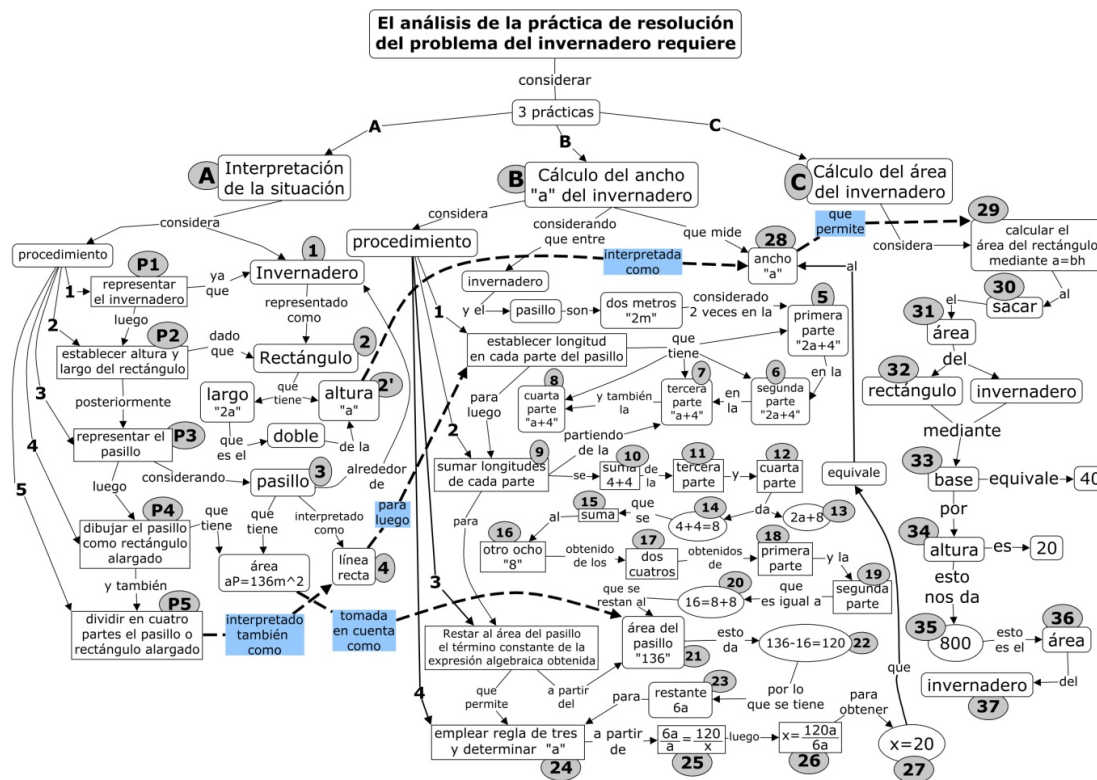 El análisis de la práctica de resolución
del problema del invernadero requiere
considerar
3 prácticas
A
B
C
A
Interpretación
de la situación
B
Cálculo del ancho
"a" del invernadero
C
Cálculo del área
del invernadero
considera
procedimiento
1
2
3
4
5
P1
representar
el invernadero
ya
que
1
Invernadero
luego
representado
como
P2
establecer altura y
largo del rectángulo
dado
que
Rectángulo
2
que
tiene
largo
"2a"
altura
"a"
2'
que
es el
doble
de la
posteriormente
P3
representar el
pasillo
considerando
pasillo
3
alrededor
de
luego
P4
dibujar el pasillo
como rectángulo
alargado
que
tiene
que
tiene
área
aP=136m^2
interpretado
como
línea
recta
4
y también
P5
dividir en cuatro
partes el pasillo o
rectángulo alargado
interpretado
también
como
tomada
en cuenta
como
para
luego
considera
procedimiento
considerando
que entre
que mide
invernadero
y el
pasillo
son
dos metros
"2m"
considerado
2 veces en la
5
primera
parte
"2a+4"
interpretada
como
28
ancho
"a"
que
permite
1
2
3
4
establecer longitud
en cada parte del pasillo
que
tiene
en la
6
segunda
parte
"2a+4"
en
la
7
tercera
parte
"a+4"
y también
la
8
cuarta
parte
"a+4"
para
luego
partiendo
de la
9
sumar longitudes
de cada parte
se
10
suma
4+4
de
la
11
tercera
parte
y
12
cuarta
parte
da
13
2a+8
14
4+4=8
que
se
15
suma
al
16
otro ocho
"8"
obtenido
de los
17
dos
cuatros
obtenidos
de
18
primera
parte
y la
19
segunda
parte
que
es igual a
20
16=8+8
que se
restan al
para
Restar al área del pasillo
el término constante de la
expresión algebraica obtenida
a partir
del
área del
pasillo
"136"
21
esto
da
136-16=120
22
por lo
que se tiene
23
restante
6a
para
que
permite
emplear regla de tres
y determinar "a"
24
a partir
de
6a/a = 120/x
25
luego
x= 120a/6a
26
para
obtener
x=20
27
que
equivale
al
considera
29
calcular el
área del rectángulo
mediante a=bh
al
30
sacar
el
31
área
del
32
rectángulo
invernadero
mediante
33
base
equivale
40
por
34
altura
es
20
esto
nos da
35
800
esto
es el
36
área
del
invernadero
37